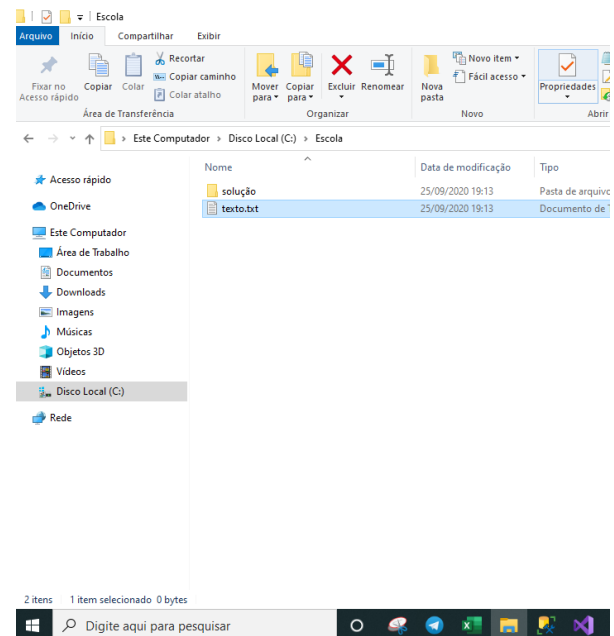 Escola
Arquivo Início Compartilhar Exibir
Fixar no Acesso rápido
Copiar
Colar
Recortar
Copiar caminho
Colar atalho
Área de Transferência
Mover para
Copiar para
Excluir
Renomear
Organizar
Nova pasta
Novo item
Fácil acesso
Novo
Propriedades
Abrir
Este Computador › Disco Local (C:) › Escola
Nome Data de modificação Tipo
solução 25/09/2020 19:13 Pasta de arquivo
texto.txt 25/09/2020 19:13 Documento de
Acesso rápido
OneDrive
Este Computador
Área de Trabalho
Documentos
Downloads
Imagens
Músicas
Objetos 3D
Vídeos
Disco Local (C:)
Rede
2 itens 1 item selecionado 0 bytes
Digite aqui para pesquisar